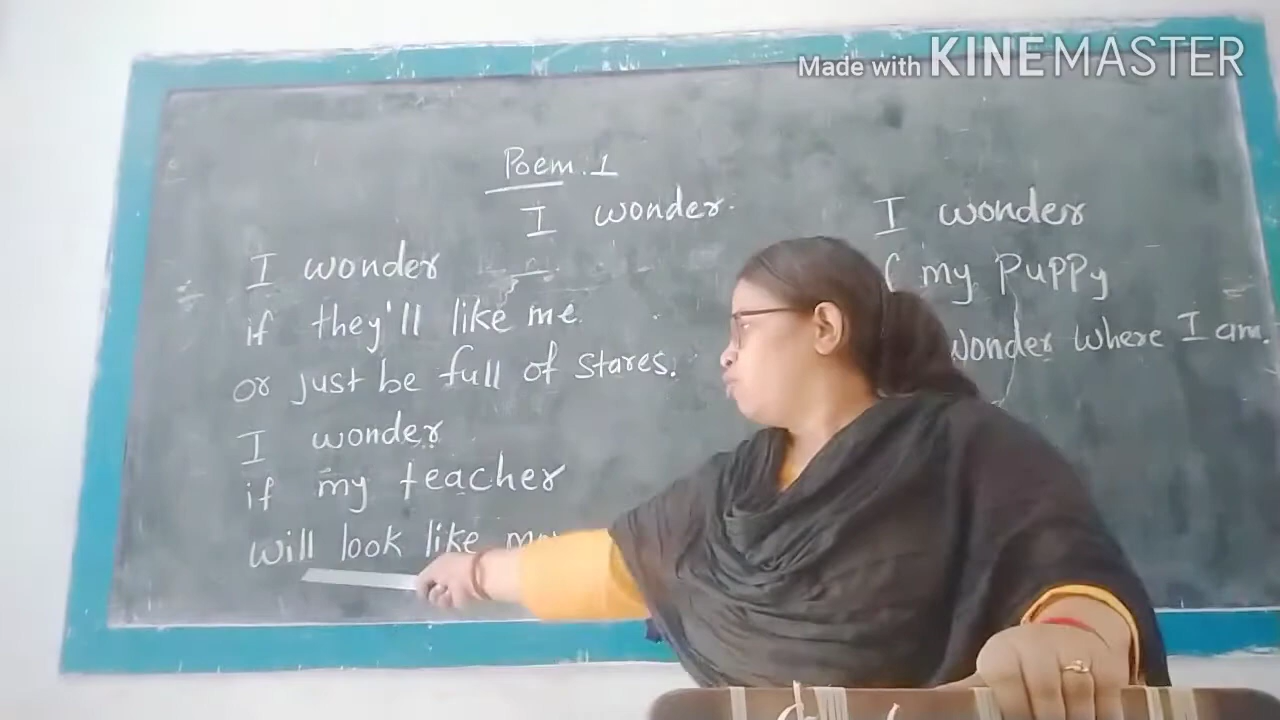 Made with KINEMASTER
Poem.1
I wonder.
I wonder
if they'll like me
or just be full of stares.
I wonder
if my teacher
will look like
I wonder
my puppy
wonder where I am.